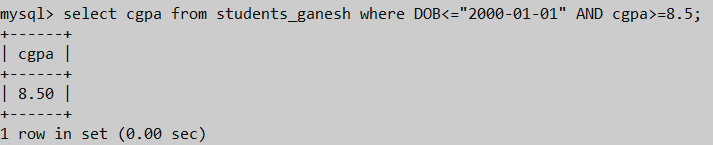 mysql> select cgpa from students_ganesh where DOB<="2000-01-01" AND cgpa>=8.5;
+------+
| cgpa |
+------+
| 8.50 |
+------+
1 row in set (0.00 sec)